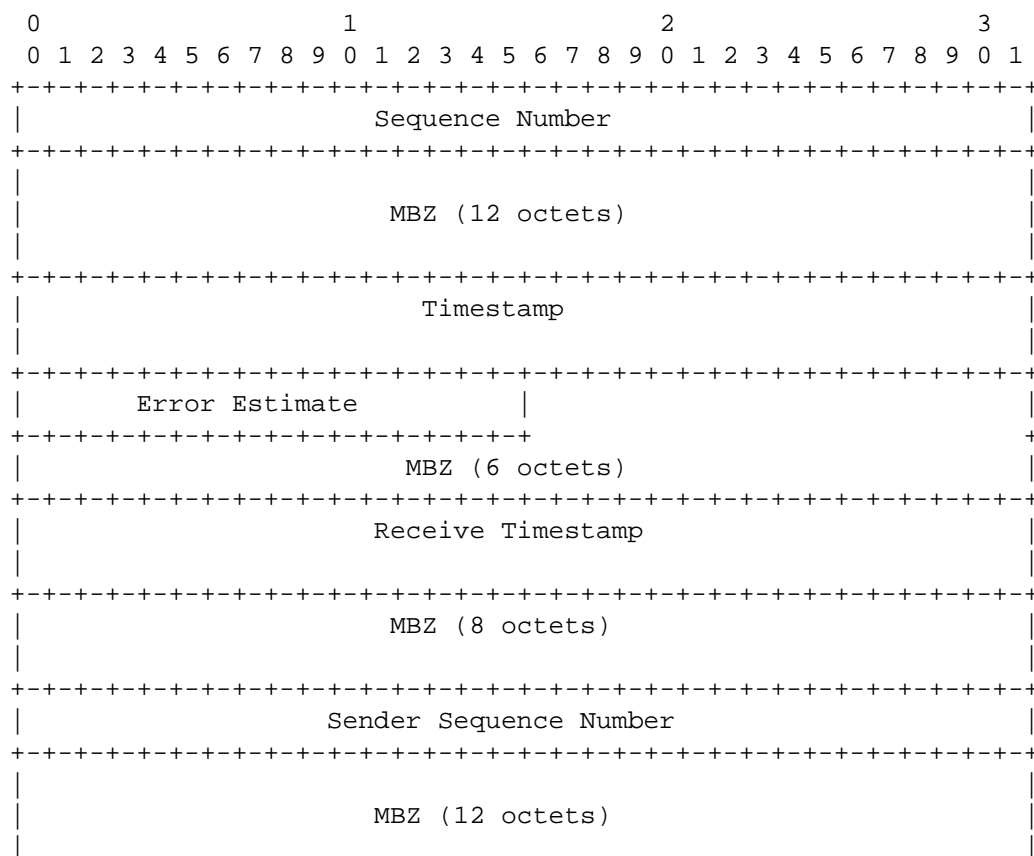 0                   1                   2                   3
 0 1 2 3 4 5 6 7 8 9 0 1 2 3 4 5 6 7 8 9 0 1 2 3 4 5 6 7 8 9 0 1
+-+-+-+-+-+-+-+-+-+-+-+-+-+-+-+-+-+-+-+-+-+-+-+-+-+-+-+-+-+-+-+-+
|                      Sequence Number                          |
+-+-+-+-+-+-+-+-+-+-+-+-+-+-+-+-+-+-+-+-+-+-+-+-+-+-+-+-+-+-+-+-+
|                                                               |
|                       MBZ (12 octets)                         |
|                                                               |
+-+-+-+-+-+-+-+-+-+-+-+-+-+-+-+-+-+-+-+-+-+-+-+-+-+-+-+-+-+-+-+-+
|                         Timestamp                             |
|                                                               |
+-+-+-+-+-+-+-+-+-+-+-+-+-+-+-+-+-+-+-+-+-+-+-+-+-+-+-+-+-+-+-+-+
|       Error Estimate          |                               |
+-+-+-+-+-+-+-+-+-+-+-+-+-+-+-+-+                               +
|                        MBZ (6 octets)                         |
+-+-+-+-+-+-+-+-+-+-+-+-+-+-+-+-+-+-+-+-+-+-+-+-+-+-+-+-+-+-+-+-+
|                      Receive Timestamp                        |
|                                                               |
+-+-+-+-+-+-+-+-+-+-+-+-+-+-+-+-+-+-+-+-+-+-+-+-+-+-+-+-+-+-+-+-+
|                       MBZ (8 octets)                          |
|                                                               |
+-+-+-+-+-+-+-+-+-+-+-+-+-+-+-+-+-+-+-+-+-+-+-+-+-+-+-+-+-+-+-+-+
|                   Sender Sequence Number                      |
+-+-+-+-+-+-+-+-+-+-+-+-+-+-+-+-+-+-+-+-+-+-+-+-+-+-+-+-+-+-+-+-+
|                                                               |
|                      MBZ (12 octets)                          |
|                                                               |